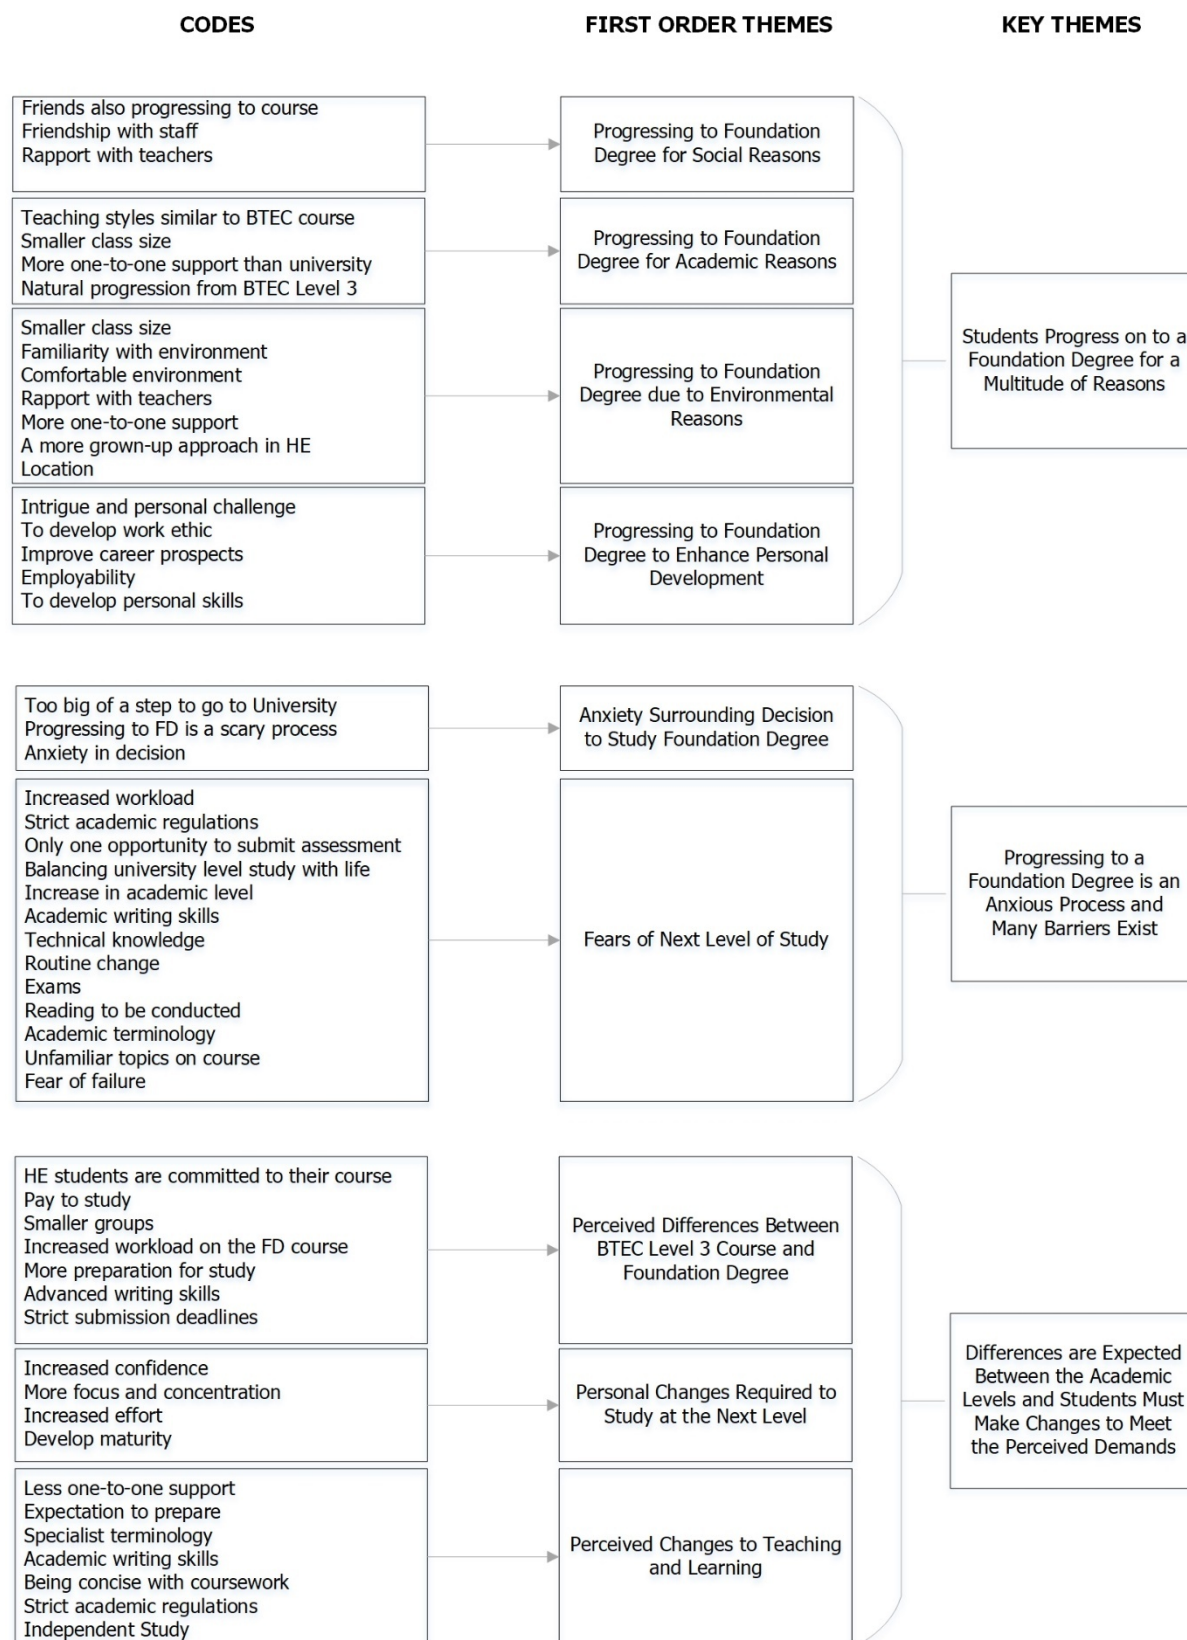 CODES
FIRST ORDER THEMES
KEY THEMES
Friends also progressing to course
Friendship with staff
Rapport with teachers
Progressing to Foundation
Degree for Social Reasons
Teaching styles similar to BTEC course
Smaller class size
More one-to-one support than university
Natural progression from BTEC Level 3
Progressing to Foundation
Degree for Academic Reasons
Smaller class size
Familiarity with environment
Comfortable environment
Rapport with teachers
More one-to-one support
A more grown-up approach in HE
Location
Progressing to Foundation
Degree due to Environmental
Reasons
Intrigue and personal challenge
To develop work ethic
Improve career prospects
Employability
To develop personal skills
Progressing to Foundation
Degree to Enhance Personal
Development
Students Progress on to a
Foundation Degree for a
Multitude of Reasons
Too big of a step to go to University
Progressing to FD is a scary process
Anxiety in decision
Anxiety Surrounding Decision
to Study Foundation Degree
Increased workload
Strict academic regulations
Only one opportunity to submit assessment
Balancing university level study with life
Increase in academic level
Academic writing skills
Technical knowledge
Routine change
Exams
Reading to be conducted
Academic terminology
Unfamiliar topics on course
Fear of failure
Fears of Next Level of Study
Progressing to a
Foundation Degree is an
Anxious Process and
Many Barriers Exist
HE students are committed to their course
Pay to study
Smaller groups
Increased workload on the FD course
More preparation for study
Advanced writing skills
Strict submission deadlines
Perceived Differences Between
BTEC Level 3 Course and
Foundation Degree
Increased confidence
More focus and concentration
Increased effort
Develop maturity
Personal Changes Required to
Study at the Next Level
Less one-to-one support
Expectation to prepare
Specialist terminology
Academic writing skills
Being concise with coursework
Strict academic regulations
Independent Study
Perceived Changes to Teaching
and Learning
Differences are Expected
Between the Academic
Levels and Students Must
Make Changes to Meet
the Perceived Demands